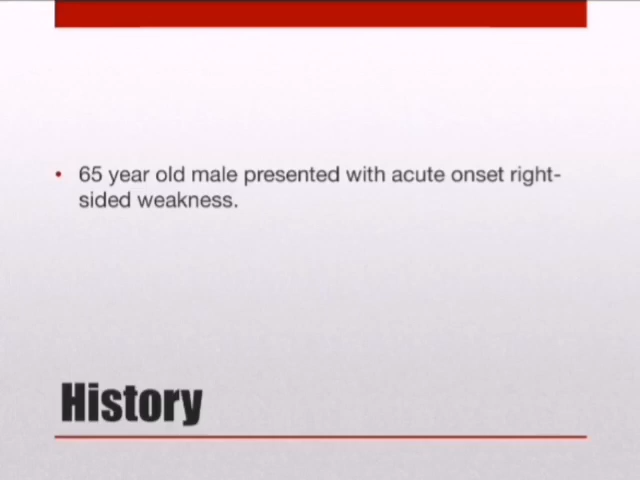 • 65 year old male presented with acute onset right-
sided weakness.
History